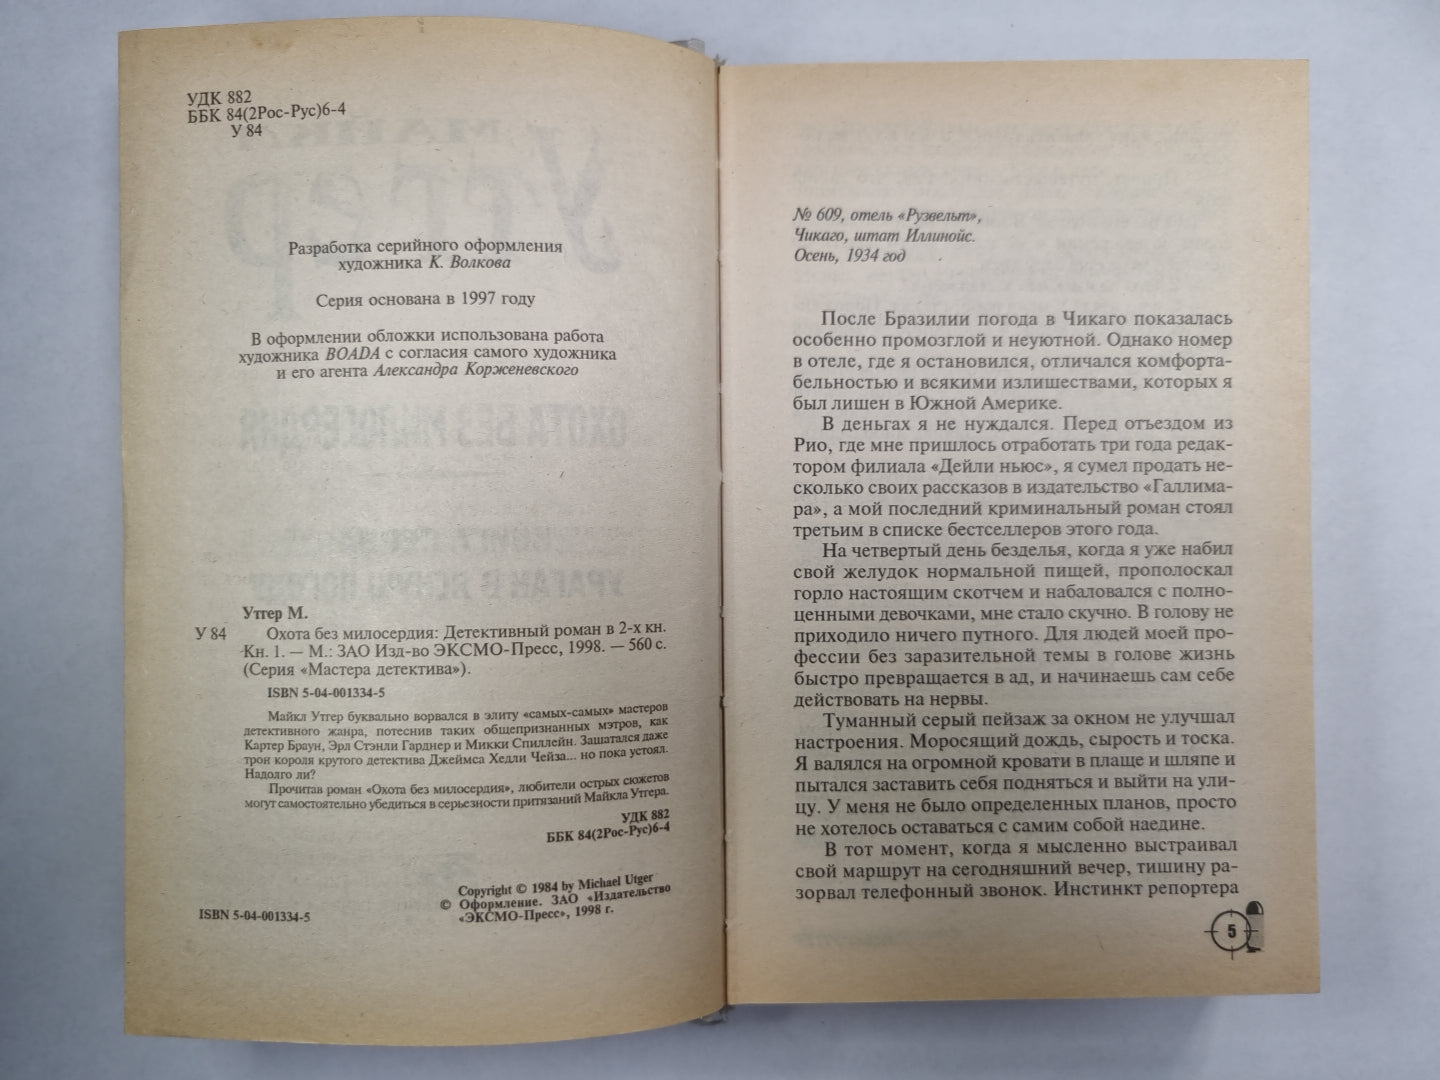 УДК 882
ББК 84(2Рос-Рус)6-4
У 84
Разработка серийного оформления
художника К. Волкова
Серия основана в 1997 году
В оформлении обложки использована работа
художника BOADA с согласия самого художника
и его агента Александра Корженевского
Утгер М.
У 84 Охота без милосердия: Детективный роман в 2-х кн.
Кн. 1. — М.: ЗАО Изд-во ЭКСМО-Пресс, 1998. — 560 с.
(Серия «Мастера детектива»).
ISBN 5-04-001334-5
Майкл Утгер буквально ворвался в элиту «самых-самых» мастеров
детективного жанра, потеснив таких общепризнанных мэтров, как
Картер Браун, Эрл Стэнли Гарднер и Микки Спиллейн. Зашатался даже
трон короля крутого детектива Джеймса Хедли Чейза... но пока устоял.
Надолго ли?
Прочитав роман «Охота без милосердия», любители острых сюжетов
могут самостоятельно убедиться в серьезности притязаний Майкла Утгера.
УДК 882
ББК 84(2Рос-Рус)6-4
Copyright © 1984 by Michael Utger
© Оформление. ЗАО «Издательство
«ЭКСМО-Пресс», 1998 г.
ISBN 5-04-001334-5
№ 609, отель «Рузвельт»,
Чикаго, штат Иллинойс.
Осень, 1934 год
После Бразилии погода в Чикаго показалась
особенно промозглой и неуютной. Однако номер
в отеле, где я остановился, отличался комфорта-
бельностью и всякими излишествами, которых я
был лишен в Южной Америке.
В деньгах я не нуждался. Перед отъездом из
Рио, где мне пришлось отработать три года редак-
тором филиала «Дейли ньюс», я сумел продать не-
сколько своих рассказов в издательство «Галлима-
ра», а мой последний криминальный роман стоял
третьим в списке бестселлеров этого года.
На четвертый день безделья, когда я уже набил
свой желудок нормальной пищей, прополоскал
горло настоящим скотчем и набаловался с полно-
ценными девочками, мне стало скучно. В голову не
приходило ничего путного. Для людей моей про-
фессии без заразительной темы в голове жизнь
быстро превращается в ад, и начинаешь сам себе
действовать на нервы.
Туманный серый пейзаж за окном не улучшал
настроения. Моросящий дождь, сырость и тоска.
Я валялся на огромной кровати в плаще и шляпе и
пытался заставить себя подняться и выйти на ули-
цу. У меня не было определенных планов, просто
не хотелось оставаться с самим собой наедине.
В тот момент, когда я мысленно выстраивал
свой маршрут на сегодняшний вечер, тишину ра-
зорвал телефонный звонок. Инстинкт репортера
5